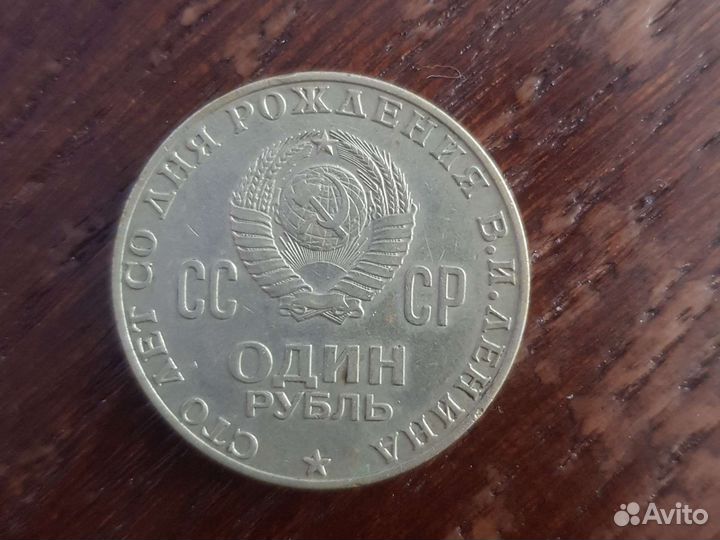 СТО ЛЕТ СО ДНЯ РОЖДЕНИЯ В.И.ЛЕНИНА
СС СР
ОДИН
РУБЛЬ
Avito